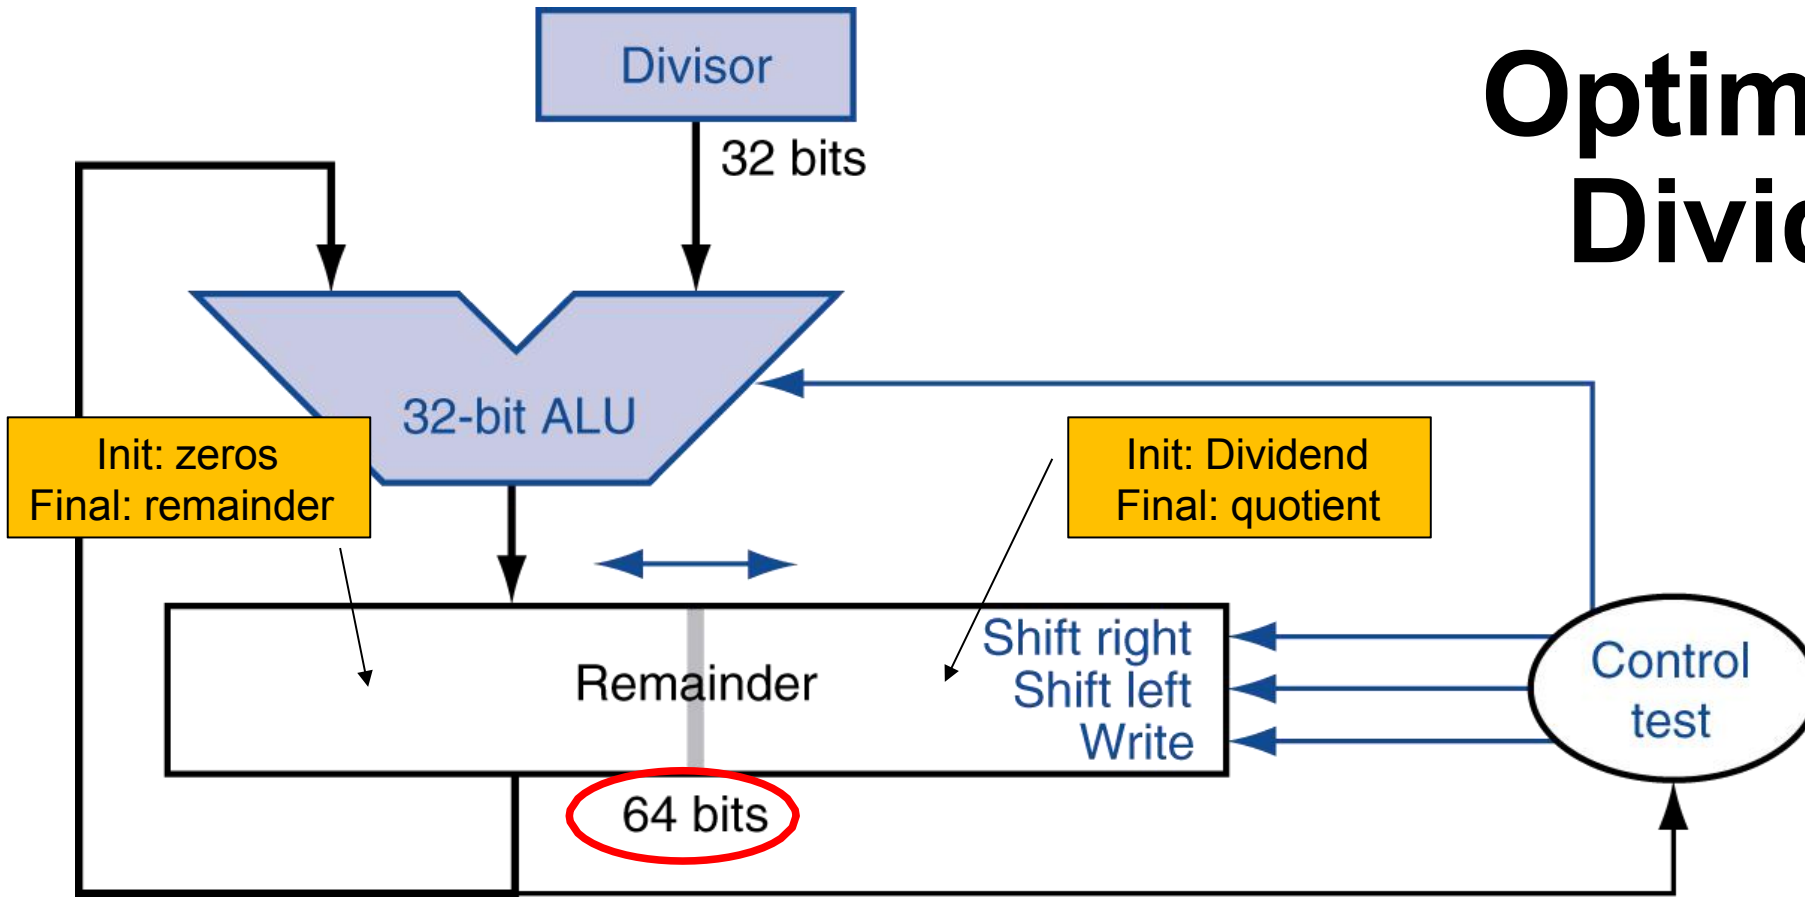 Divisor
Optim
Divid
32 bits
32-bit ALU
Init: zeros
Final: remainder
Init: Dividend
Final: quotient
Remainder
Shift right
Shift left
Write
Control
test
64 bits